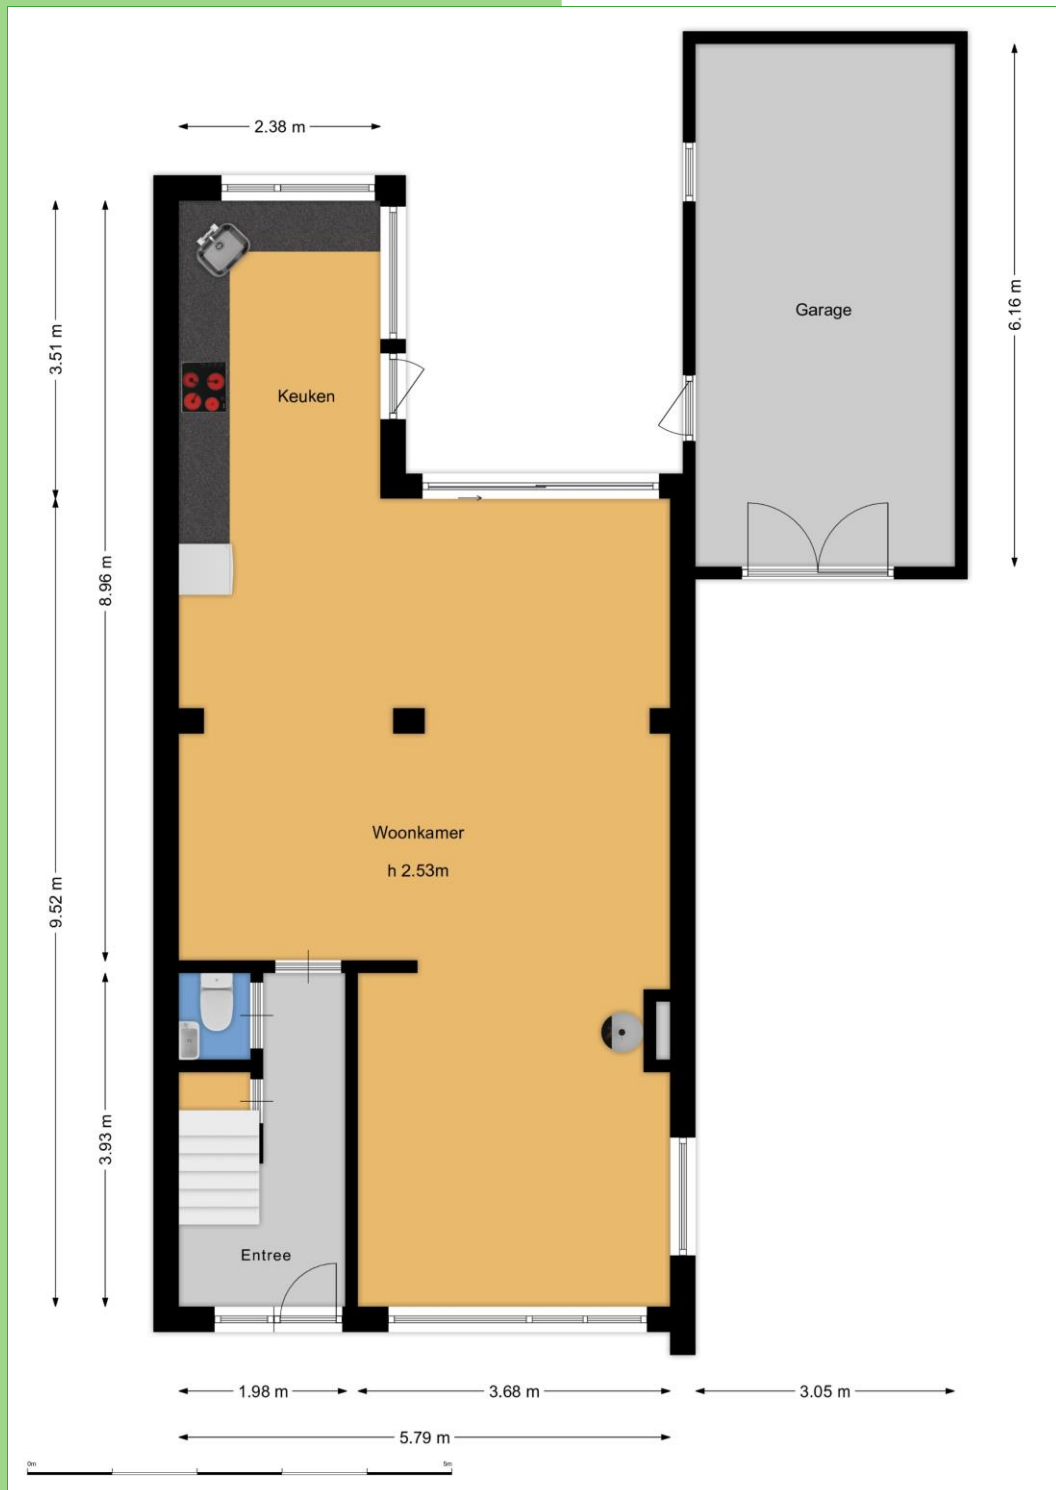 2.38 m
3.51 m
8.96 m
6.16 m
Garage
Keuken
Woonkamer
h 2.53m
9.52 m
3.93 m
Entree
1.98 m
3.68 m
3.05 m
5.79 m
0m
5m